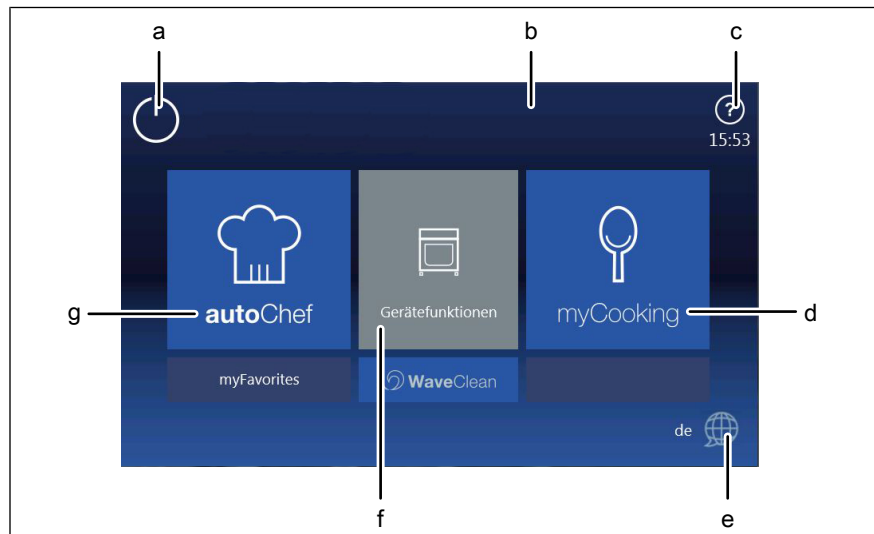 a
b
c
15:53
g
autoChef
Gerätefunktionen
myCooking
d
myFavorites
WaveClean
de
f
e